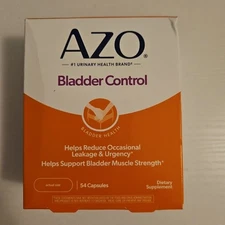 AZO®
#1 URINARY HEALTH BRAND†
Bladder Control
BLADDER HEALTH
Helps Reduce Occasional
Leakage & Urgency*
Helps Support Bladder Muscle Strength*
54 Capsules
Dietary
Supplement